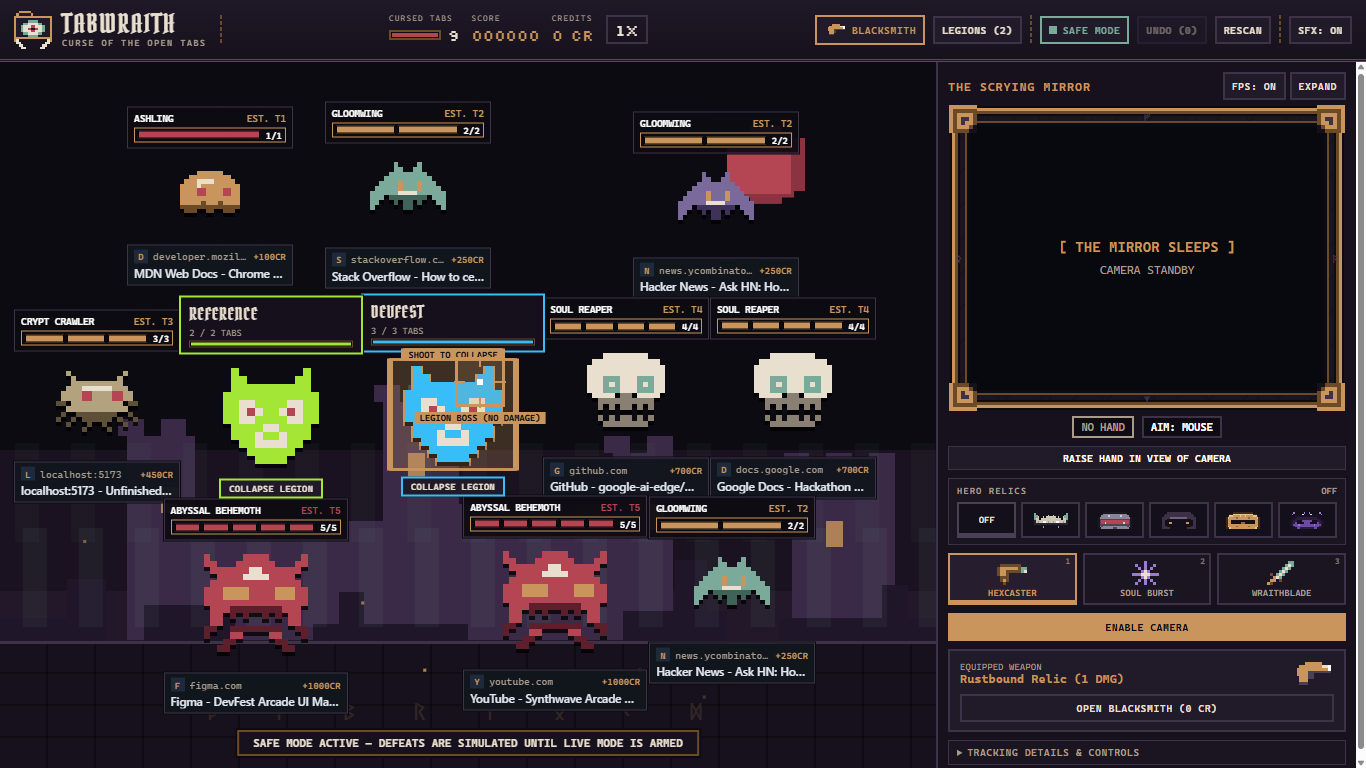 TABWRAITH
CURSE OF THE OPEN TABS
CURSED TABS
9
SCORE
000000
CREDITS
0 CR
1X
BLACKSMITH
LEGIONS (2)
SAFE MODE
UNDO (0)
RESCAN
SFX: ON
ASHLING EST. T1
1/1
D developer.mozil... +100CR
MDN Web Docs - Chrome ...
GLOOMWING EST. T2
2/2
S stackoverflow.c... +250CR
Stack Overflow - How to ce...
GLOOMWING EST. T2
2/2
N news.ycombinato... +250CR
Hacker News - Ask HN: Ho...
CRYPT CRAWLER EST. T3
3/3
L localhost:5173 +450CR
localhost:5173 - Unfinished...
REFERENCE
2 / 2 TABS
COLLAPSE LEGION
DEVFEST
3 / 3 TABS
SHOOT TO COLLAPSE
LEGION BOSS (NO DAMAGE)
COLLAPSE LEGION
SOUL REAPER EST. T4
4/4
G github.com +700CR
GitHub - google-ai-edge/...
SOUL REAPER EST. T4
4/4
D docs.google.com +700CR
Google Docs - Hackathon ...
ABYSSAL BEHEMOTH EST. T5
5/5
F figma.com +1000CR
Figma - DevFest Arcade UI Ma...
ABYSSAL BEHEMOTH EST. T5
5/5
Y youtube.com +1000CR
YouTube - Synthwave Arcade ...
GLOOMWING EST. T2
2/2
N news.ycombinato... +250CR
Hacker News - Ask HN: Ho...
SAFE MODE ACTIVE — DEFEATS ARE SIMULATED UNTIL LIVE MODE IS ARMED
THE SCRYING MIRROR
FPS: ON
EXPAND
[ THE MIRROR SLEEPS ]
CAMERA STANDBY
NO HAND
AIM: MOUSE
RAISE HAND IN VIEW OF CAMERA
HERO RELICS OFF
OFF
1
HEXCASTER
2
SOUL BURST
3
WRAITHBLADE
ENABLE CAMERA
EQUIPPED WEAPON
Rustbound Relic (1 DMG)
OPEN BLACKSMITH (0 CR)
▶ TRACKING DETAILS & CONTROLS